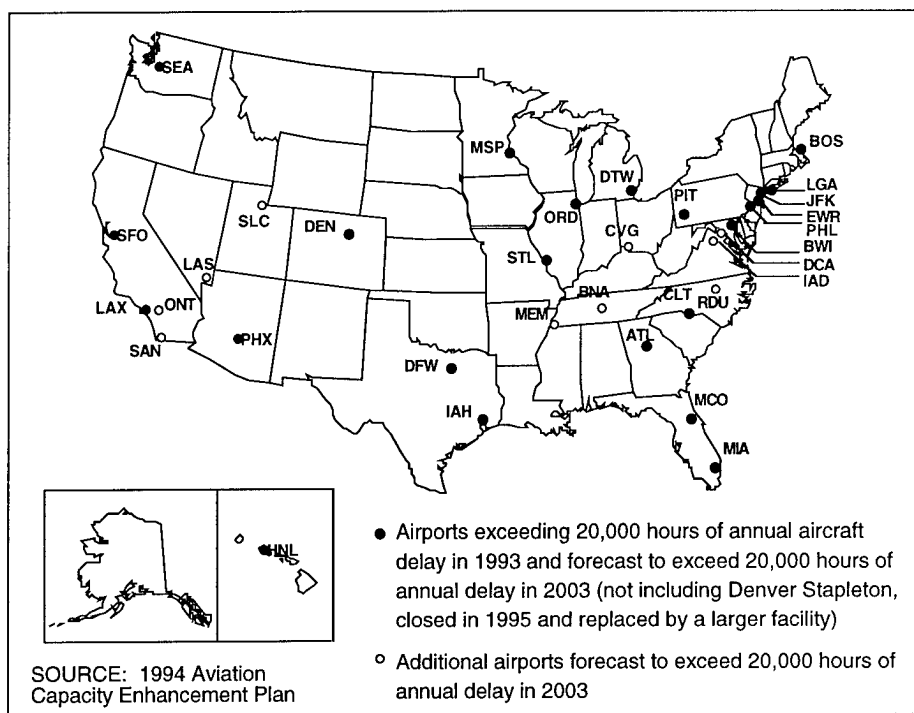 SEA
MSP
BOS
DTW
LGA
PIT
JFK
ORD
EWR
SLC
DEN
CVG
PHL
SFO
BWI
STL
DCA
LAS
IAD
BNA
CLT
LAX
ONT
RDU
MEM
SAN
PHX
ATL
DFW
MCO
IAH
MIA
HNL
Airports exceeding 20,000 hours of annual aircraft
delay in 1993 and forecast to exceed 20,000 hours of
annual delay in 2003 (not including Denver Stapleton,
closed in 1995 and replaced by a larger facility)
Additional airports forecast to exceed 20,000 hours of
annual delay in 2003
SOURCE: 1994 Aviation
Capacity Enhancement Plan